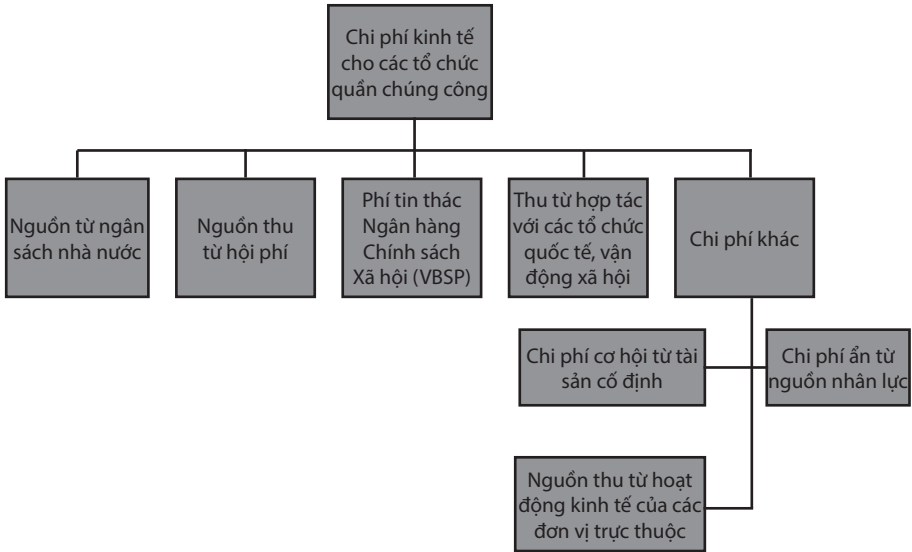 Chi phí kinh tế
cho các tổ chức
quần chúng công
Nguồn từ ngân
sách nhà nước
Nguồn thu
từ hội phí
Phí tin thác
Ngân hàng
Chính sách
Xã hội (VBSP)
Thu từ hợp tác
với các tổ chức
quốc tế, vận
động xã hội
Chi phí khác
Chi phí cơ hội từ tài
sản cố định
Chi phí ẩn từ
nguồn nhân lực
Nguồn thu từ hoạt
động kinh tế của các
đơn vị trực thuộc